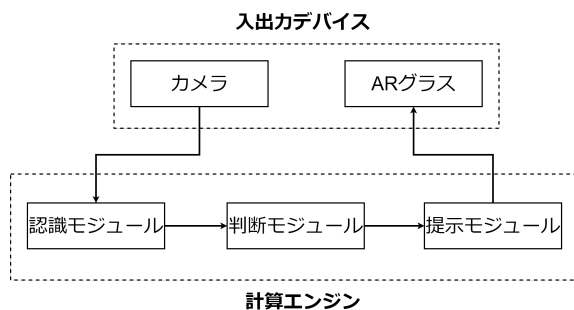 入出力デバイス
カメラ
ARグラス
認識モジュール
判断モジュール
提示モジュール
計算エンジン